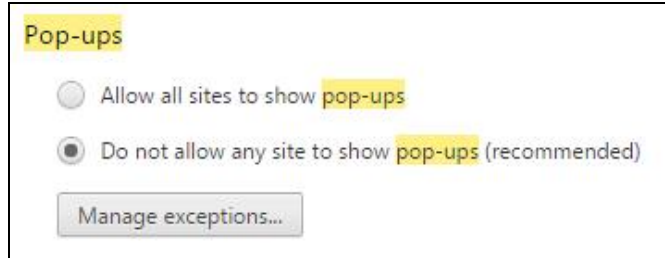 Pop-ups
Allow all sites to show pop-ups
Do not allow any site to show pop-ups (recommended)
Manage exceptions...